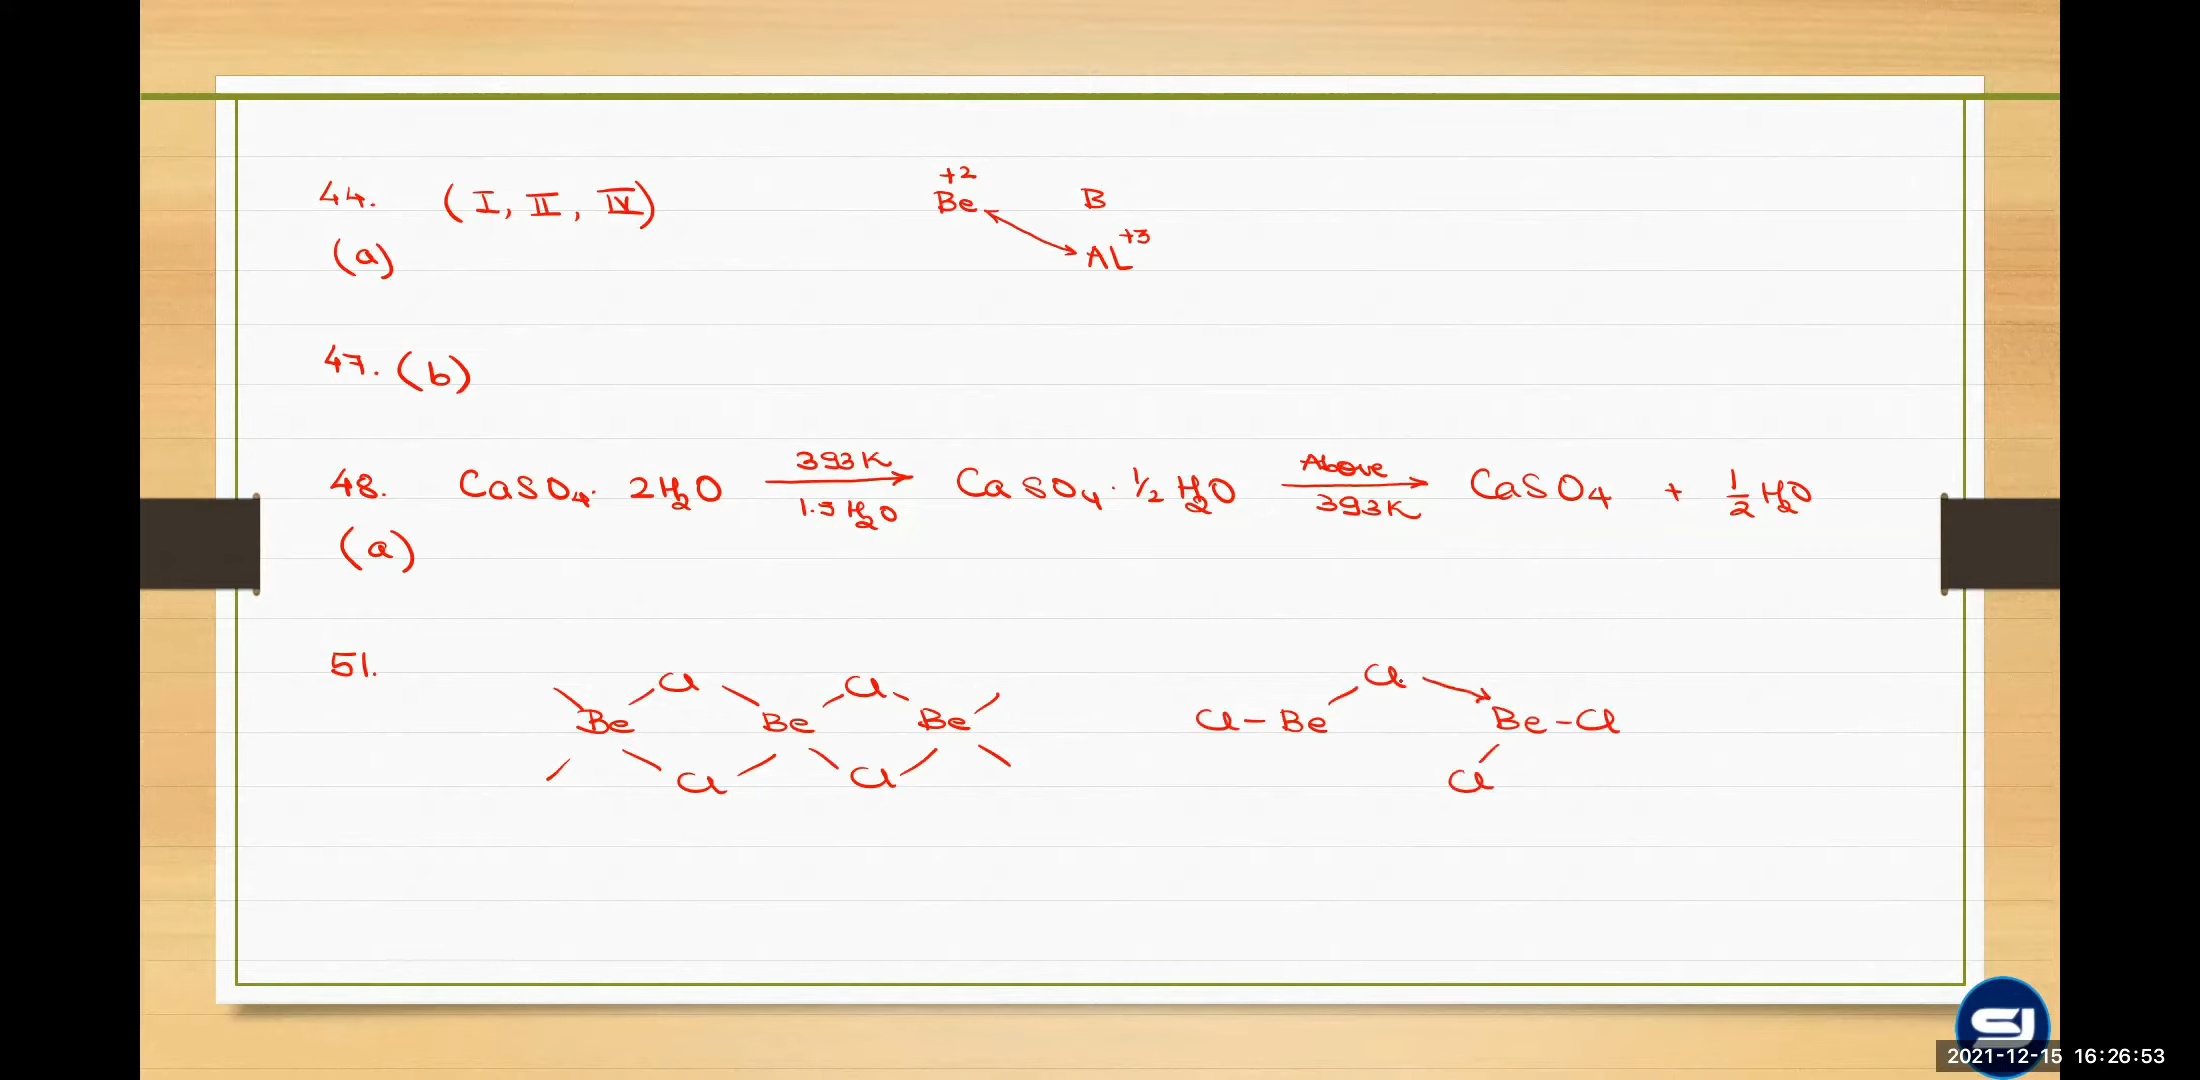 44. (I, II, IV) +2 Be B
(a) AL+3
47. (b)
48. CaSO4. 2H2O 393K 1.5 H2O CaSO4. 1/2 H2O Above 393K CaSO4 + 1/2 H2O
(a)
51.
Cl Cl Cl
Be Be Be Cl-Be Be-Cl
Cl Cl Cl
SJ
2021-12-15 16:26:53